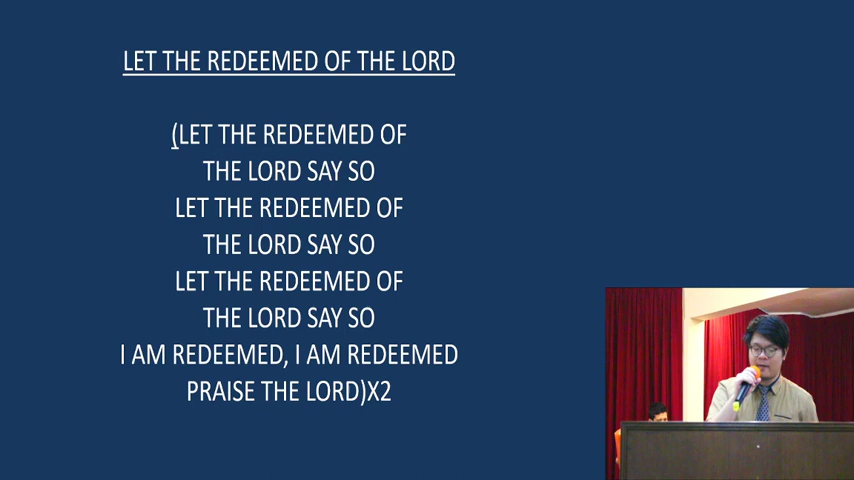 LET THE REDEEMED OF THE LORD
(LET THE REDEEMED OF
THE LORD SAY SO
LET THE REDEEMED OF
THE LORD SAY SO
LET THE REDEEMED OF
THE LORD SAY SO
I AM REDEEMED, I AM REDEEMED
PRAISE THE LORD)X2